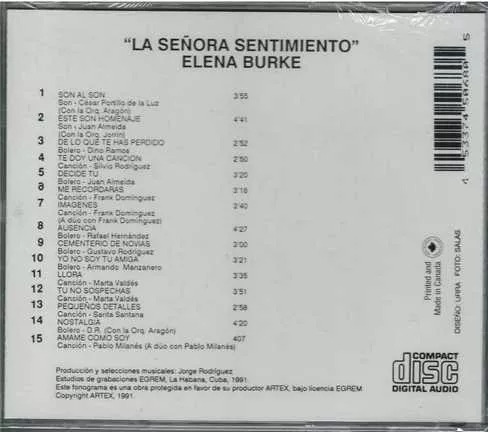 "LA SEÑORA SENTIMIENTO"
ELENA BURKE
1 SON AL SON 3'55
Son - César Portillo de la Luz
(Con la Orq. Aragón)
2 ESTE SON HOMENAJE 4'41
Son - Juan Almeida
(Con la Orq. Jorrín)
3 DE LO QUE TE HAS PERDIDO 2'52
Bolero - Dino Ramos
4 TE DOY UNA CANCION 2'50
Canción - Silvio Rodríguez
5 DECIDE TU 3'20
Bolero - Juan Almeida
6 ME RECORDARAS 3'16
Canción - Frank Domínguez
7 IMAGENES 2'40
Canción - Frank Domínguez
(A dúo con Frank Domínguez)
8 AUSENCIA 4'27
Bolero - Rafael Hernández
9 CEMENTERIO DE NOVIAS 3'00
Bolero - Gustavo Rodríguez
10 YO NO SOY TU AMIGA 3'21
Bolero - Armando Manzanero
11 LLORA 3'35
Canción - Marta Valdés
12 TU NO SOSPECHAS 3'51
Canción - Marta Valdés
13 PEQUEÑOS DETALLES 2'58
Canción - Santa Santana
14 NOSTALGIA 4'20
Bolero - D.R. (Con la Orq. Aragón)
15 AMAME COMO SOY 4'07
Canción - Pablo Milanés (A dúo con Pablo Milanés)
Producción y selecciones musicales: Jorge Rodríguez
Estudios de grabaciones EGREM, La Habana, Cuba, 1991.
Este fonograma es una obra protegida en favor de su productor ARTEX, bajo licencia EGREM
Copyright ARTEX, 1991.
Printed and
Made in Canada
DISEÑO: URRA FOTO: SALAS
COMPACT
disc
DIGITAL AUDIO